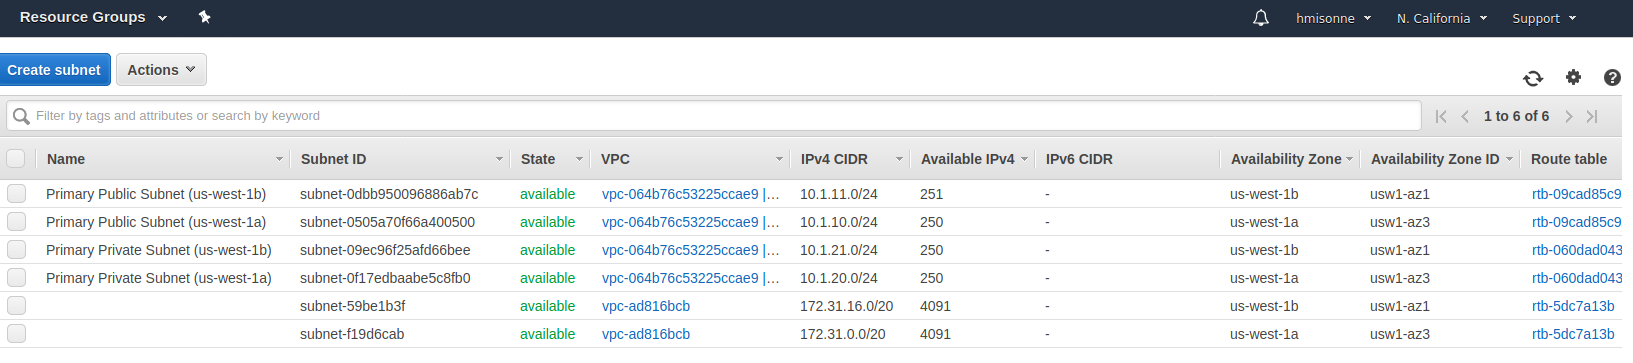 Resource Groups hmisonne N. California Support
Create subnet Actions
Filter by tags and attributes or search by keyword 1 to 6 of 6
Name Subnet ID State VPC IPv4 CIDR Available IPv4 IPv6 CIDR Availability Zone Availability Zone ID Route table
Primary Public Subnet (us-west-1b) subnet-0dbb950096886ab7c available vpc-064b76c53225ccae9 |... 10.1.11.0/24 251 - us-west-1b usw1-az1 rtb-09cad85c9
Primary Public Subnet (us-west-1a) subnet-0505a70f66a400500 available vpc-064b76c53225ccae9 |... 10.1.10.0/24 250 - us-west-1a usw1-az3 rtb-09cad85c9
Primary Private Subnet (us-west-1b) subnet-09ec96f25afd66bee available vpc-064b76c53225ccae9 |... 10.1.21.0/24 250 - us-west-1b usw1-az1 rtb-060dad043
Primary Private Subnet (us-west-1a) subnet-0f17edbaabe5c8fb0 available vpc-064b76c53225ccae9 |... 10.1.20.0/24 250 - us-west-1a usw1-az3 rtb-060dad043
subnet-59be1b3f available vpc-ad816bcb 172.31.16.0/20 4091 - us-west-1b usw1-az1 rtb-5dc7a13b
subnet-f19d6cab available vpc-ad816bcb 172.31.0.0/20 4091 - us-west-1a usw1-az3 rtb-5dc7a13b